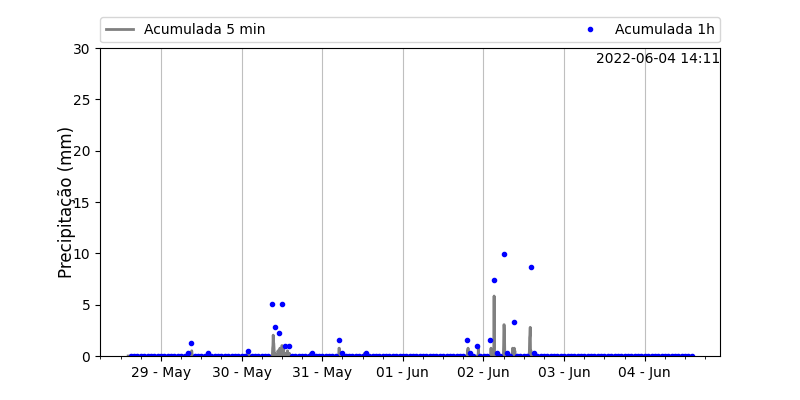 Acumulada 5 min
Acumulada 1h
2022-06-04 14:11
Precipitação (mm)
30
25
20
15
10
5
0
29 - May 30 - May 31 - May 01 - Jun 02 - Jun 03 - Jun 04 - Jun